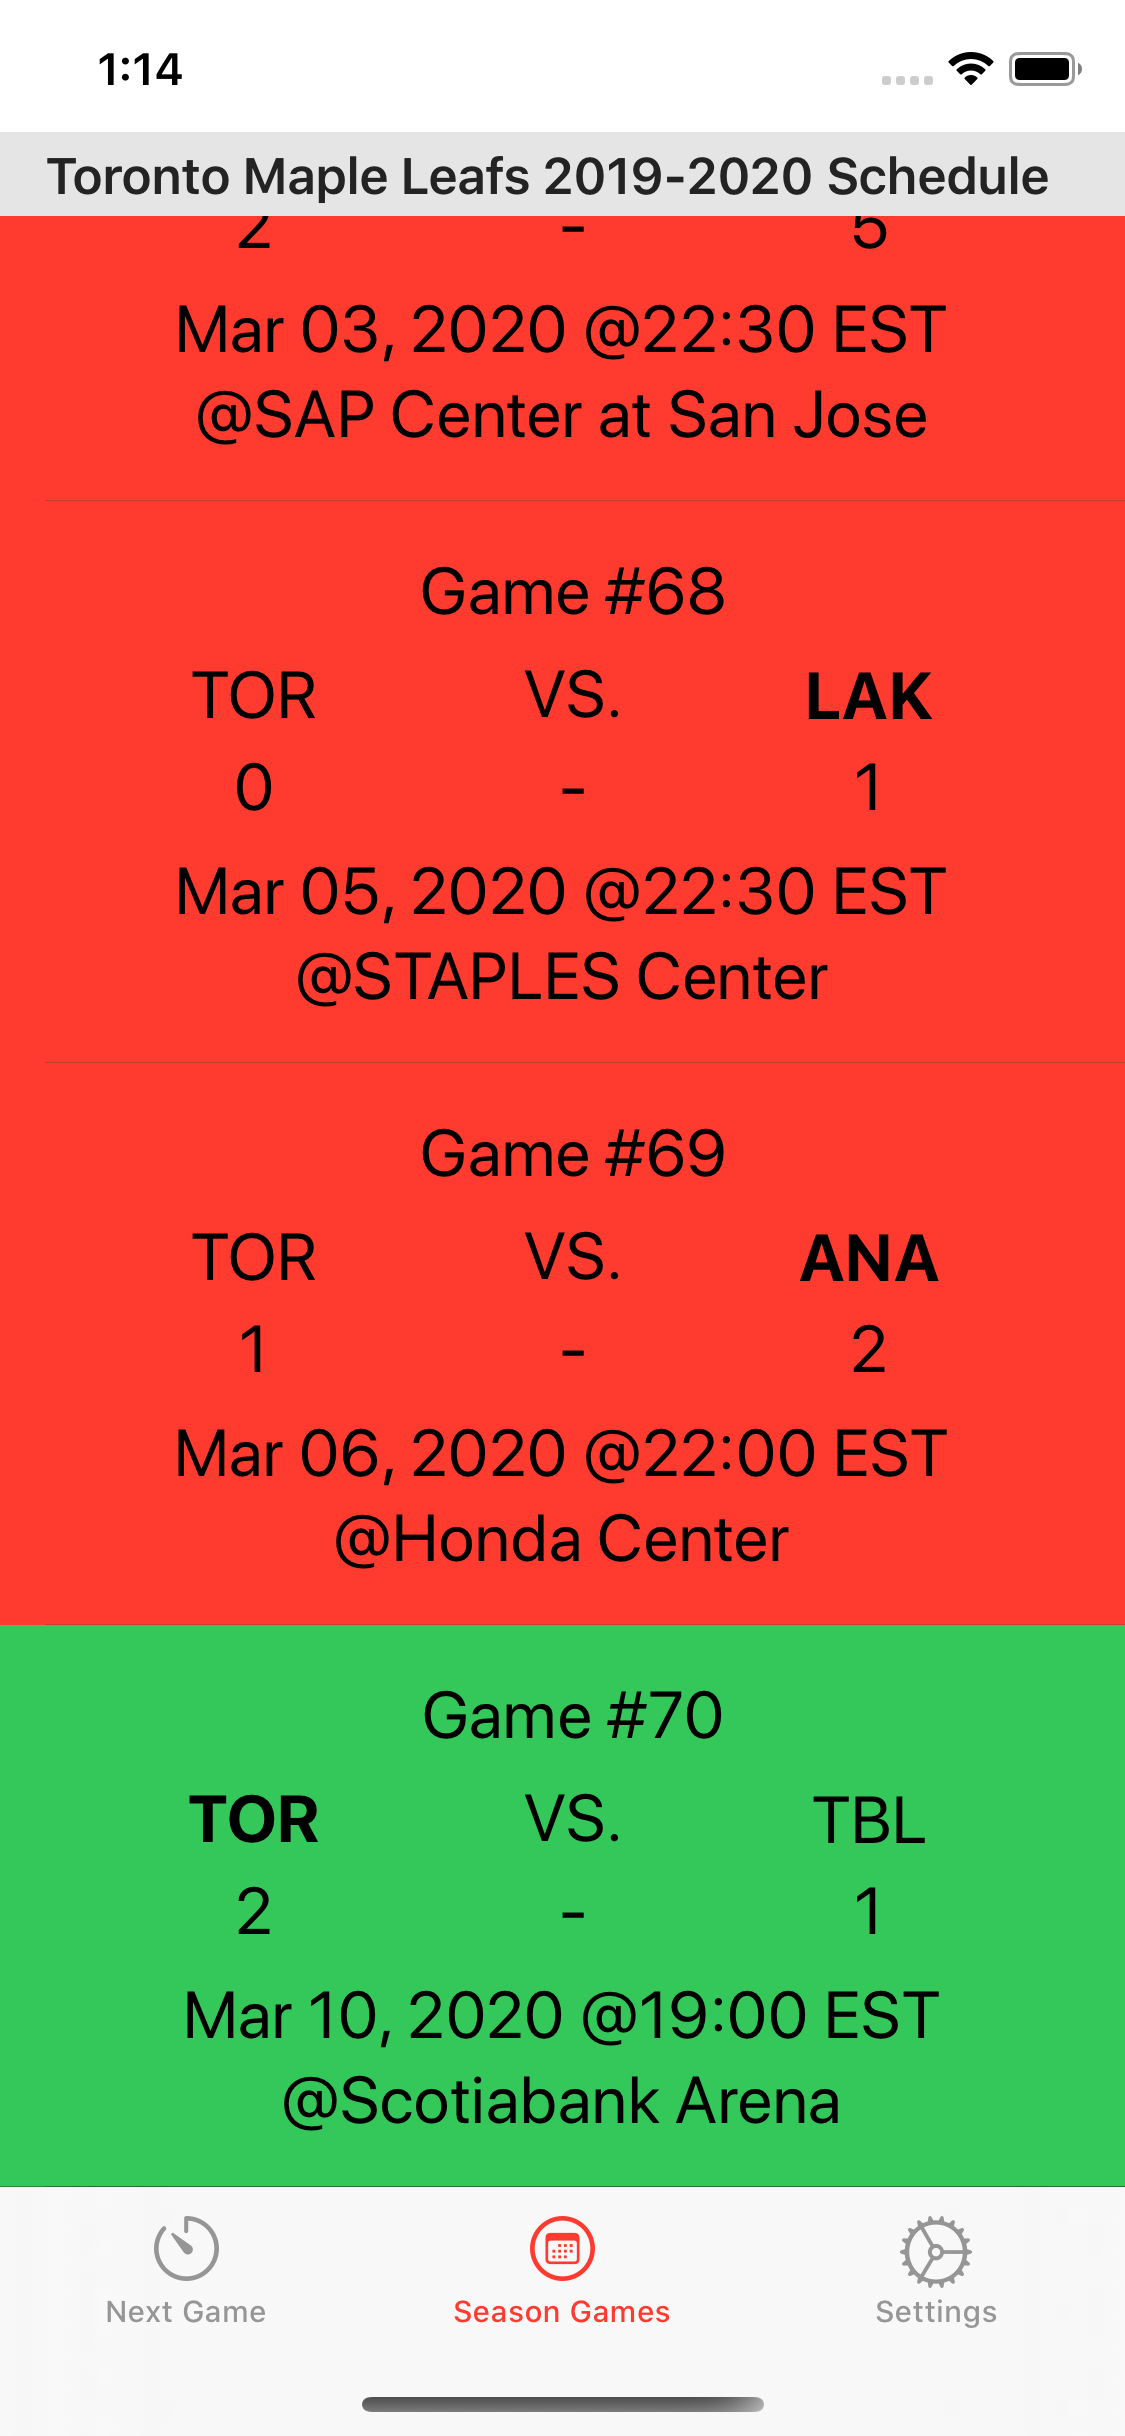 1:14
Toronto Maple Leafs 2019-2020 Schedule
2 - 5
Mar 03, 2020 @22:30 EST
@SAP Center at San Jose
Game #68
TOR VS. LAK
0 - 1
Mar 05, 2020 @22:30 EST
@STAPLES Center
Game #69
TOR VS. ANA
1 - 2
Mar 06, 2020 @22:00 EST
@Honda Center
Game #70
TOR VS. TBL
2 - 1
Mar 10, 2020 @19:00 EST
@Scotiabank Arena
Next Game Season Games Settings